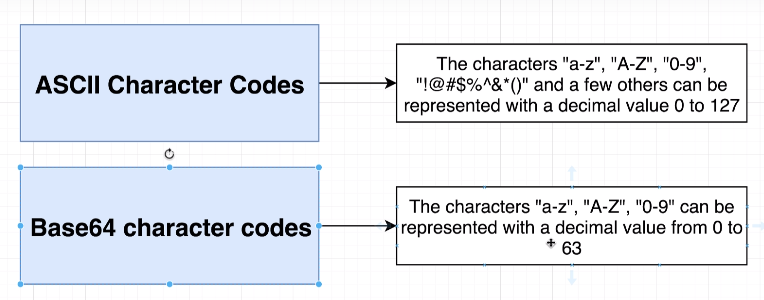 ASCII Character Codes
The characters "a-z", "A-Z", "0-9",
"!@#$%^&*()" and a few others can be
represented with a decimal value 0 to 127
Base64 character codes
The characters "a-z", "A-Z", "0-9" can be
represented with a decimal value from 0 to
63